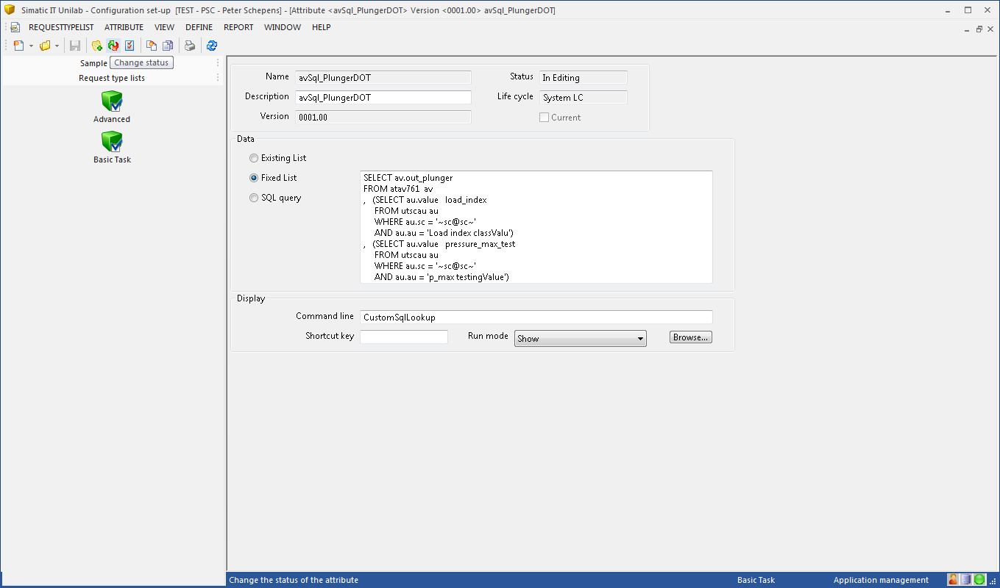 Simatic IT Unilab - Configuration set-up [TEST - PSC - Peter Schepens] - [Attribute <avSql_PlungerDOT> Version <0001.00> avSql_PlungerDOT]
REQUESTTYPELIST ATTRIBUTE VIEW DEFINE REPORT WINDOW HELP
Sample Change status
Request type lists
Advanced
Basic Task
Name avSql_PlungerDOT Status In Editing
Description avSql_PlungerDOT Life cycle System LC
Version 0001.00 Current
Data
Existing List
Fixed List
SQL query
SELECT av.out_plunger
FROM atav761 av
, (SELECT au.value load_index
FROM utscau au
WHERE au.sc = '~sc@sc~'
AND au.au = 'Load index classValu')
, (SELECT au.value pressure_max_test
FROM utscau au
WHERE au.sc = '~sc@sc~'
AND au.au = 'p_max testingValue')
Display
Command line CustomSqlLookup
Shortcut key Run mode Show Browse...
Change the status of the attribute Basic Task Application management